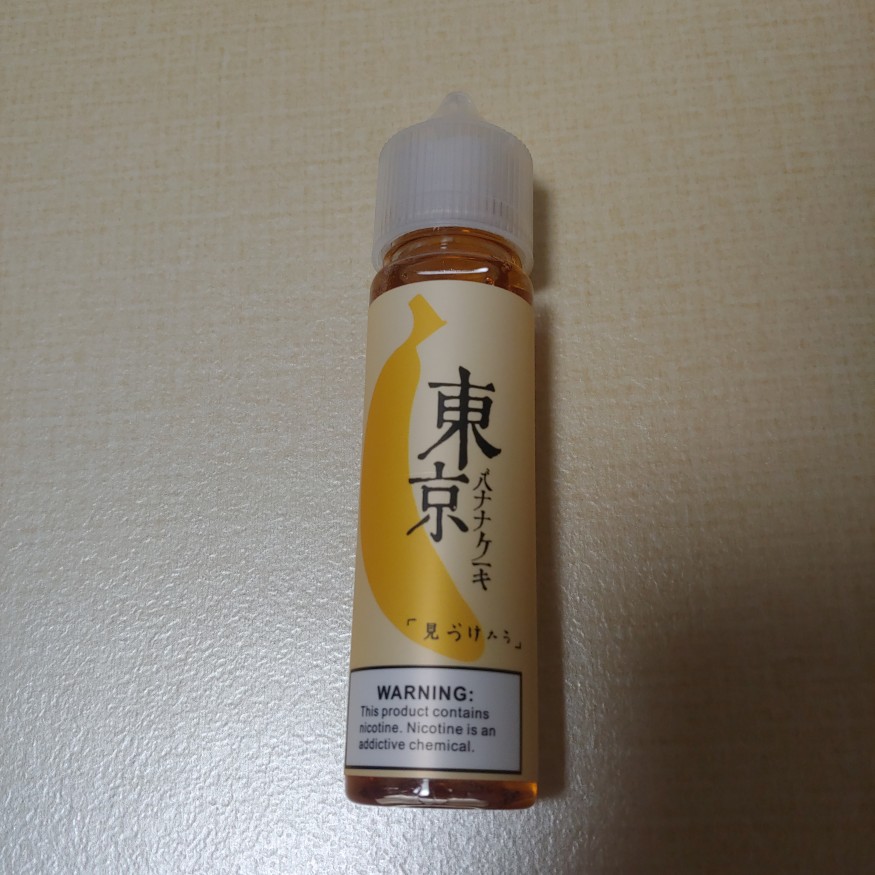 東京
バナナケーキ
「見づけたう」
WARNING:
This product contains
nicotine. Nicotine is an
addictive chemical.